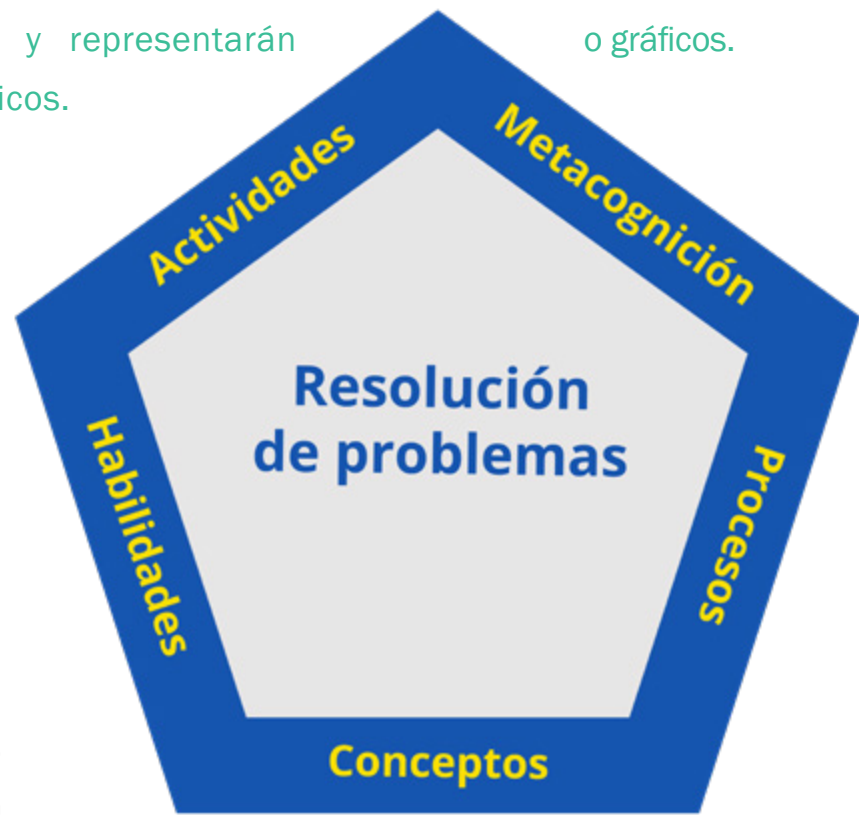 y representarán
o gráficos.
icos.
Actividades
Metacognición
Resolución
de problemas
Habilidades
Procesos
Conceptos